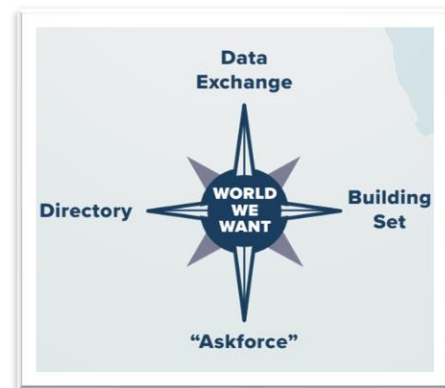 Data
Exchange
Directory
WORLD
WE
WANT
Building
Set
“Askforce”